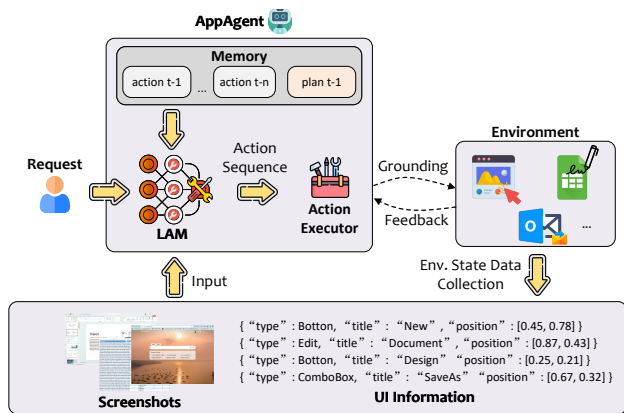 AppAgent
Memory
action t-1
...
action t-n
plan t-1
Request
LAM
Action
Sequence
Action
Executor
Grounding
Feedback
Environment
O
...
Input
Env. State Data
Collection
{ “type” : Botton, “title” : “New” , “position” : [0.45, 0.78] }
{ “type” : Edit, “title” : “Document” , “position” : [0.87, 0.43] }
{ “type” : Botton, “title” : “Design” “position” : [0.25, 0.21] }
{ “type” : ComboBox, “title” : “SaveAs” “position” : [0.67, 0.32] }
Screenshots
UI Information